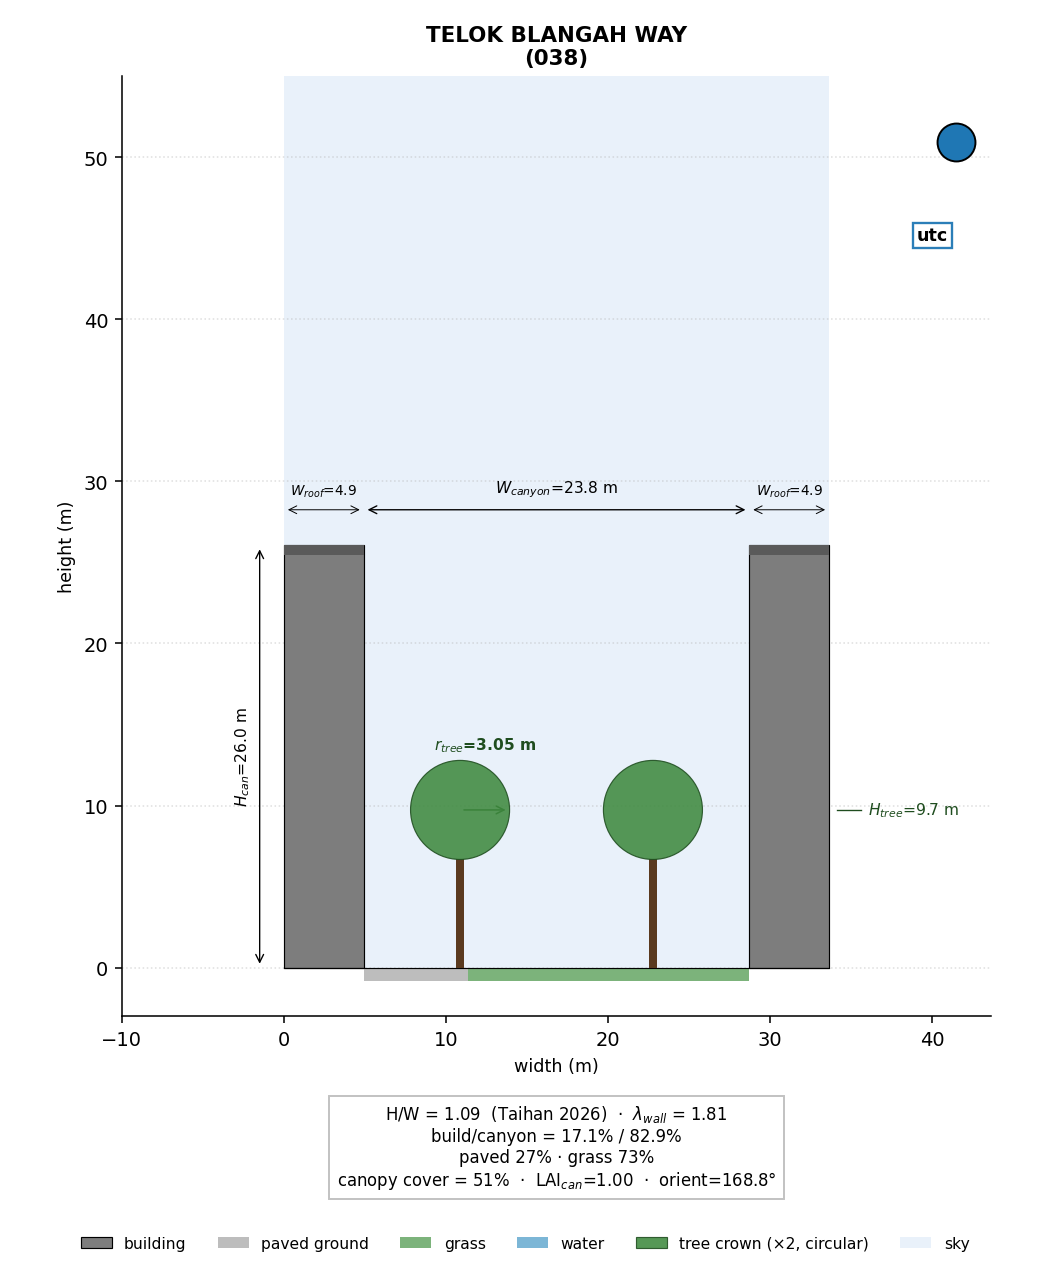 TELOK BLANGAH WAY
(038)
50
utc
40
30
W_roof=4.9
W_canyon=23.8 m
W_roof=4.9
height (m)
20
H_can=26.0 m
r_tree=3.05 m
10
H_tree=9.7 m
0
−10 0 10 20 30 40
width (m)
H/W = 1.09 (Taihan 2026) · λ_wall = 1.81
build/canyon = 17.1% / 82.9%
paved 27% · grass 73%
canopy cover = 51% · LAI_can=1.00 · orient=168.8°
building paved ground grass water tree crown (×2, circular) sky